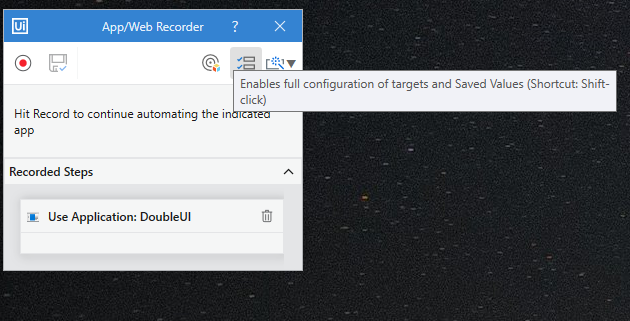 Ui App/Web Recorder ?
Enables full configuration of targets and Saved Values (Shortcut: Shift-
click)
Hit Record to continue automating the indicated
app
Recorded Steps
Use Application: DoubleUI